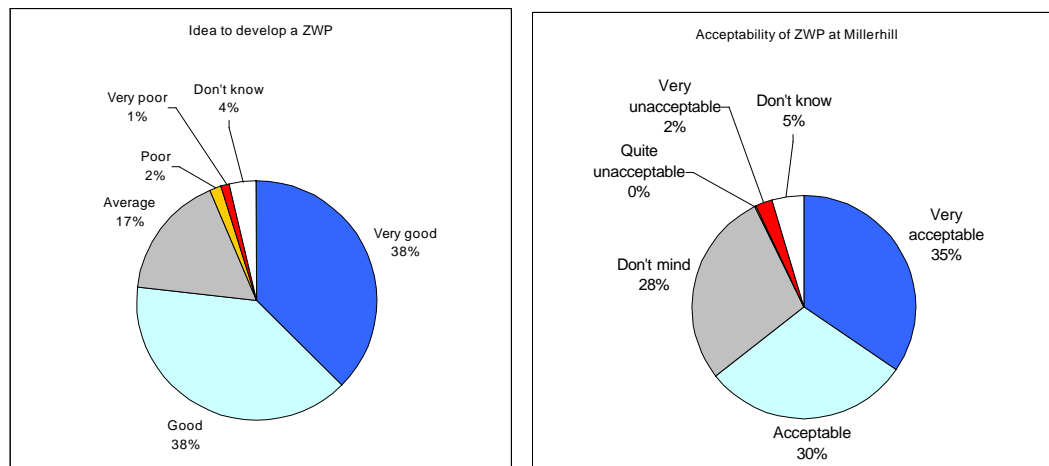 Idea to develop a ZWP
Don't know
4%
Very poor
1%
Poor
2%
Average
17%
Very good
38%
Good
38%
Acceptability of ZWP at Millerhill
Very
unacceptable
2%
Don't know
5%
Quite
unacceptable
0%
Very
acceptable
35%
Don't mind
28%
Acceptable
30%